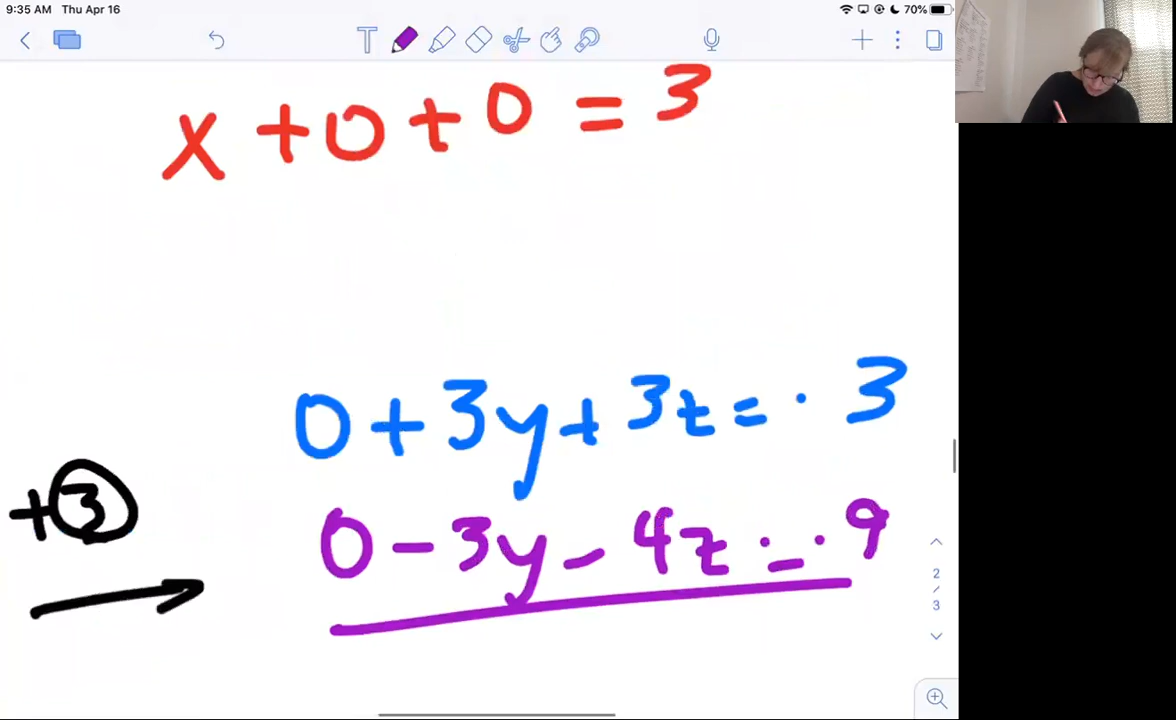 9:35 AM Thu Apr 16 70%
T
x + 0 + 0 = 3
0 + 3y + 3z = · 3
+ 3
0 - 3y - 4z = · 9
2
/
3